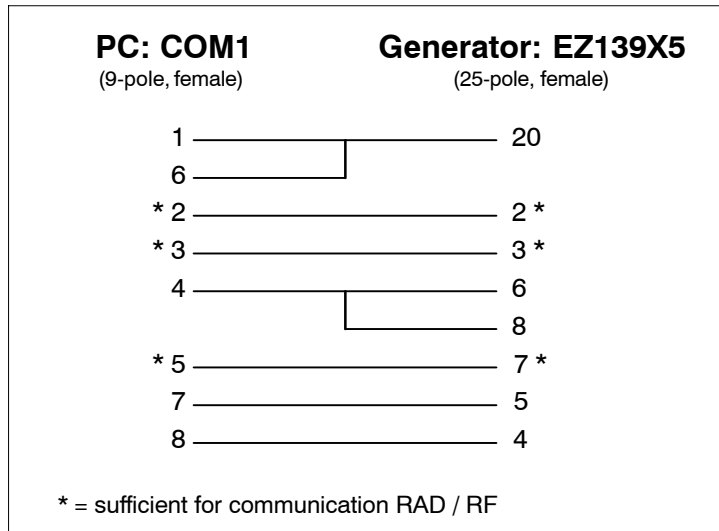 PC: COM1 Generator: EZ139X5
(9-pole, female) (25-pole, female)
1 20
6
* 2 2 *
* 3 3 *
4 6
8
* 5 7 *
7 5
8 4
* = sufficient for communication RAD / RF